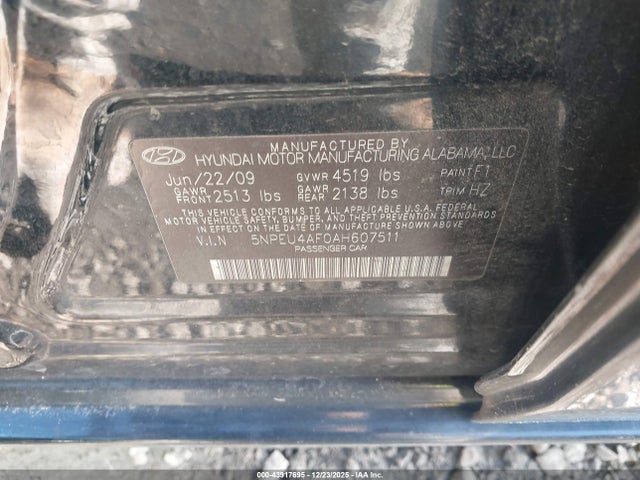 MANUFACTURED BY
HYUNDAI MOTOR MANUFACTURING ALABAMA, LLC
Jun/22/09 GVWR 4519 lbs PAINT F1
GAWR FRONT 2513 lbs GAWR REAR 2138 lbs TRIM HZ
THIS VEHICLE CONFORMS TO ALL APPLICABLE U.S.A. FEDERAL
MOTOR VEHICLE SAFETY, BUMPER, AND THEFT PREVENTION STANDARDS
IN EFFECT ON THE DATE OF MANUFACTURE SHOWN ABOVE.
V.I.N 5NPEU4AF0AH607511
PASSENGER CAR
000-43917695 - 12/23/2025 - IAA Inc.